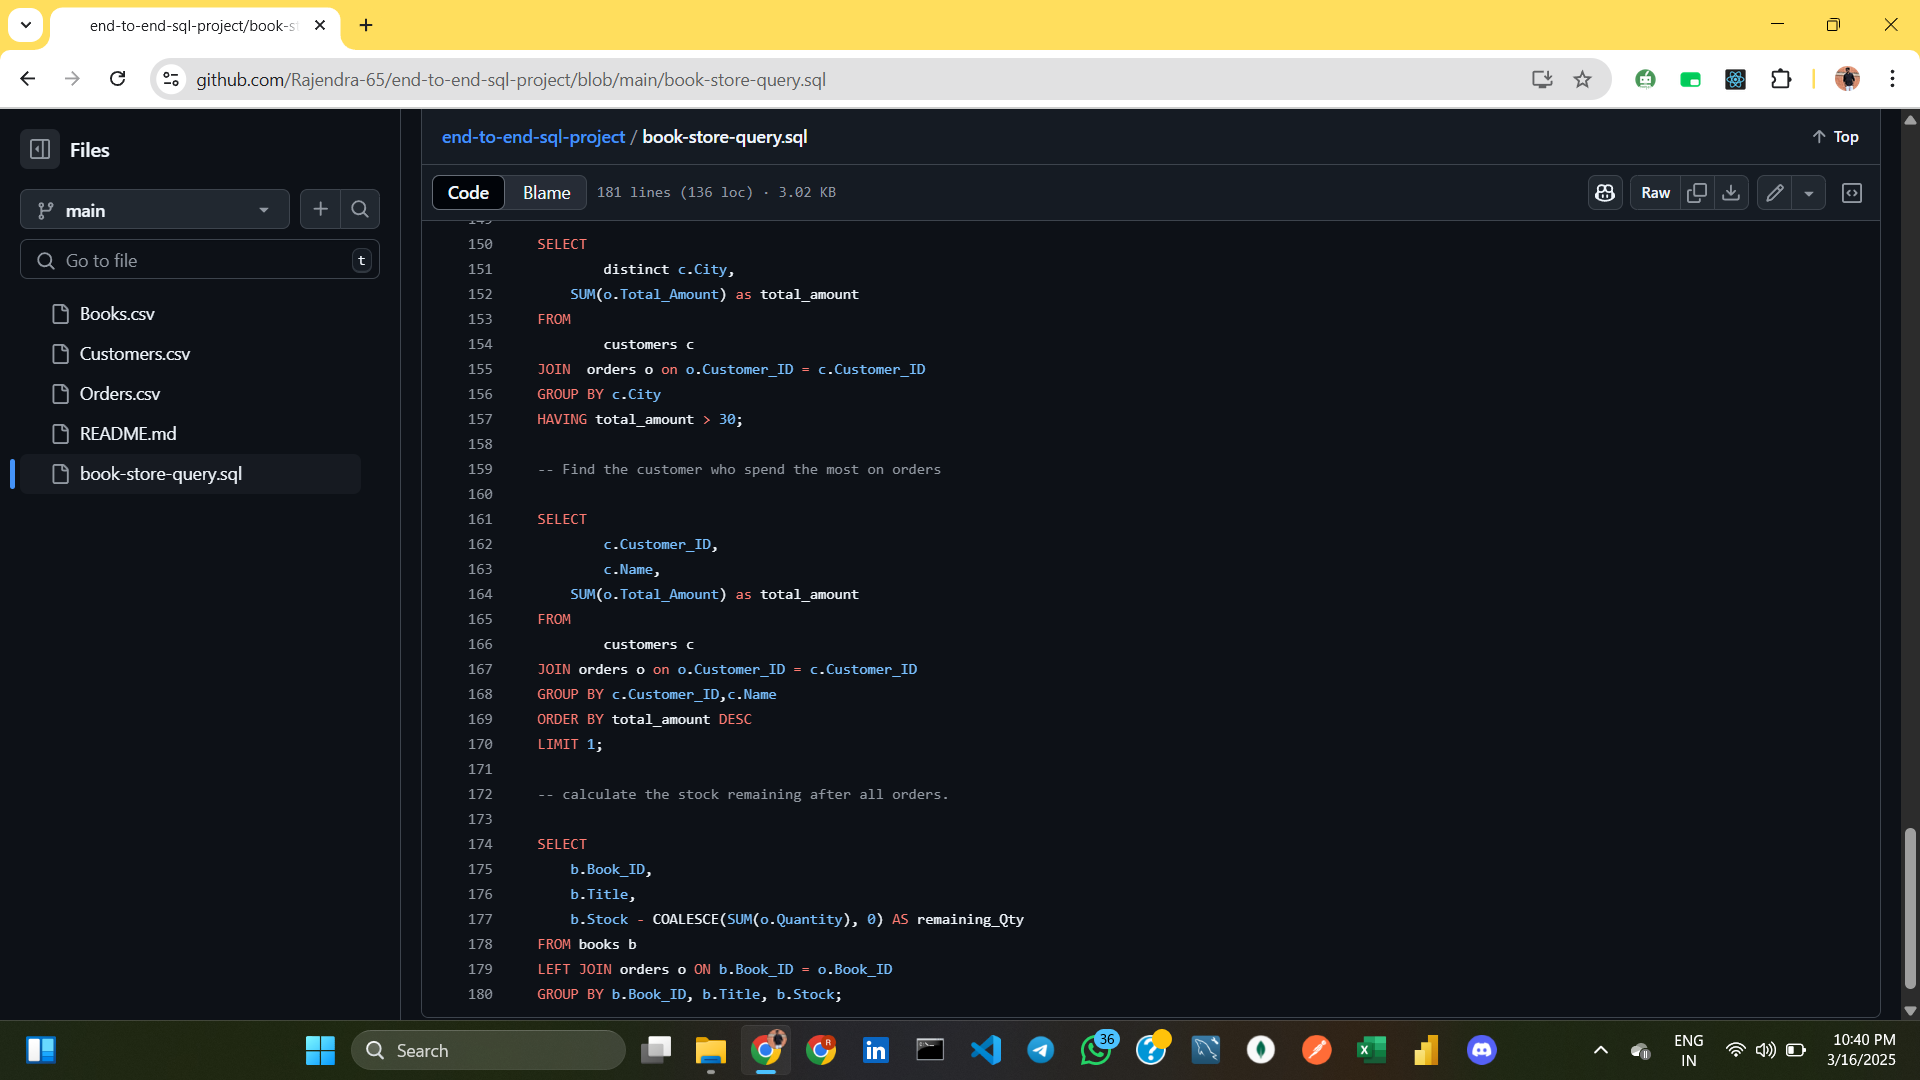 end-to-end-sql-project/book-st
github.com/Rajendra-65/end-to-end-sql-project/blob/main/book-store-query.sql
Files
main
Go to file
t
Books.csv
Customers.csv
Orders.csv
README.md
book-store-query.sql
end-to-end-sql-project / book-store-query.sql
Top
Code
Blame
181 lines (136 loc) · 3.02 KB
Raw
150 SELECT
151 distinct c.City,
152 SUM(o.Total_Amount) as total_amount
153 FROM
154 customers c
155 JOIN  orders o on o.Customer_ID = c.Customer_ID
156 GROUP BY c.City
157 HAVING total_amount > 30;
158
159 -- Find the customer who spend the most on orders
160
161 SELECT
162 c.Customer_ID,
163 c.Name,
164 SUM(o.Total_Amount) as total_amount
165 FROM
166 customers c
167 JOIN orders o on o.Customer_ID = c.Customer_ID
168 GROUP BY c.Customer_ID,c.Name
169 ORDER BY total_amount DESC
170 LIMIT 1;
171
172 -- calculate the stock remaining after all orders.
173
174 SELECT
175 b.Book_ID,
176 b.Title,
177 b.Stock - COALESCE(SUM(o.Quantity), 0) AS remaining_Qty
178 FROM books b
179 LEFT JOIN orders o ON b.Book_ID = o.Book_ID
180 GROUP BY b.Book_ID, b.Title, b.Stock;
Search
36
ENG
IN
10:40 PM
3/16/2025